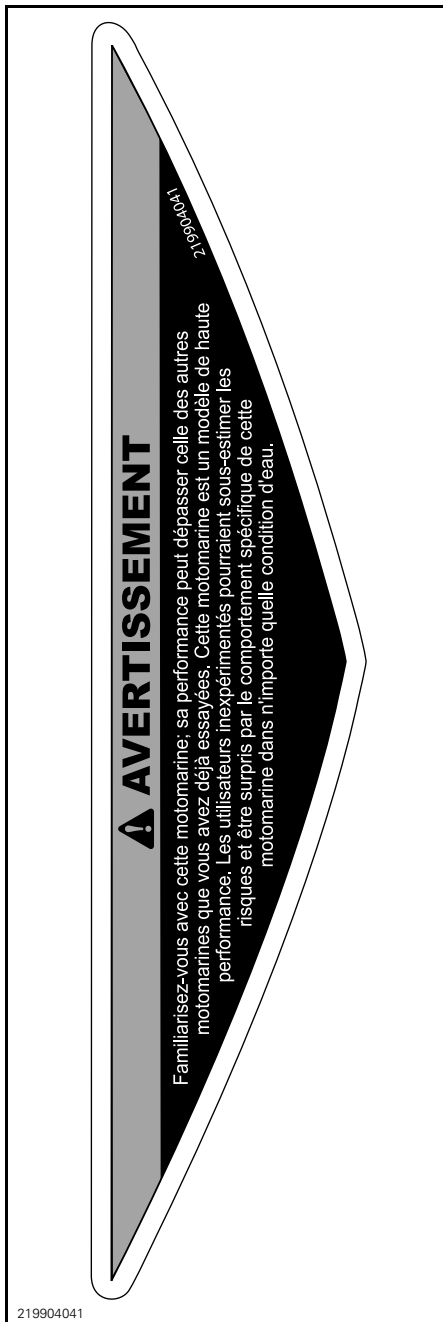 AVERTISSEMENT
Familiarisez-vous avec cette motomarine; sa performance peut dépasser celle des autres
motomarines que vous avez déjà essayées. Cette motomarine est un modèle de haute
performance. Les utilisateurs inexpérimentés pourraient sous-estimer les
risques et être surpris par le comportement spécifique de cette
motomarine dans n'importe quelle condition d'eau.
219904041
219904041